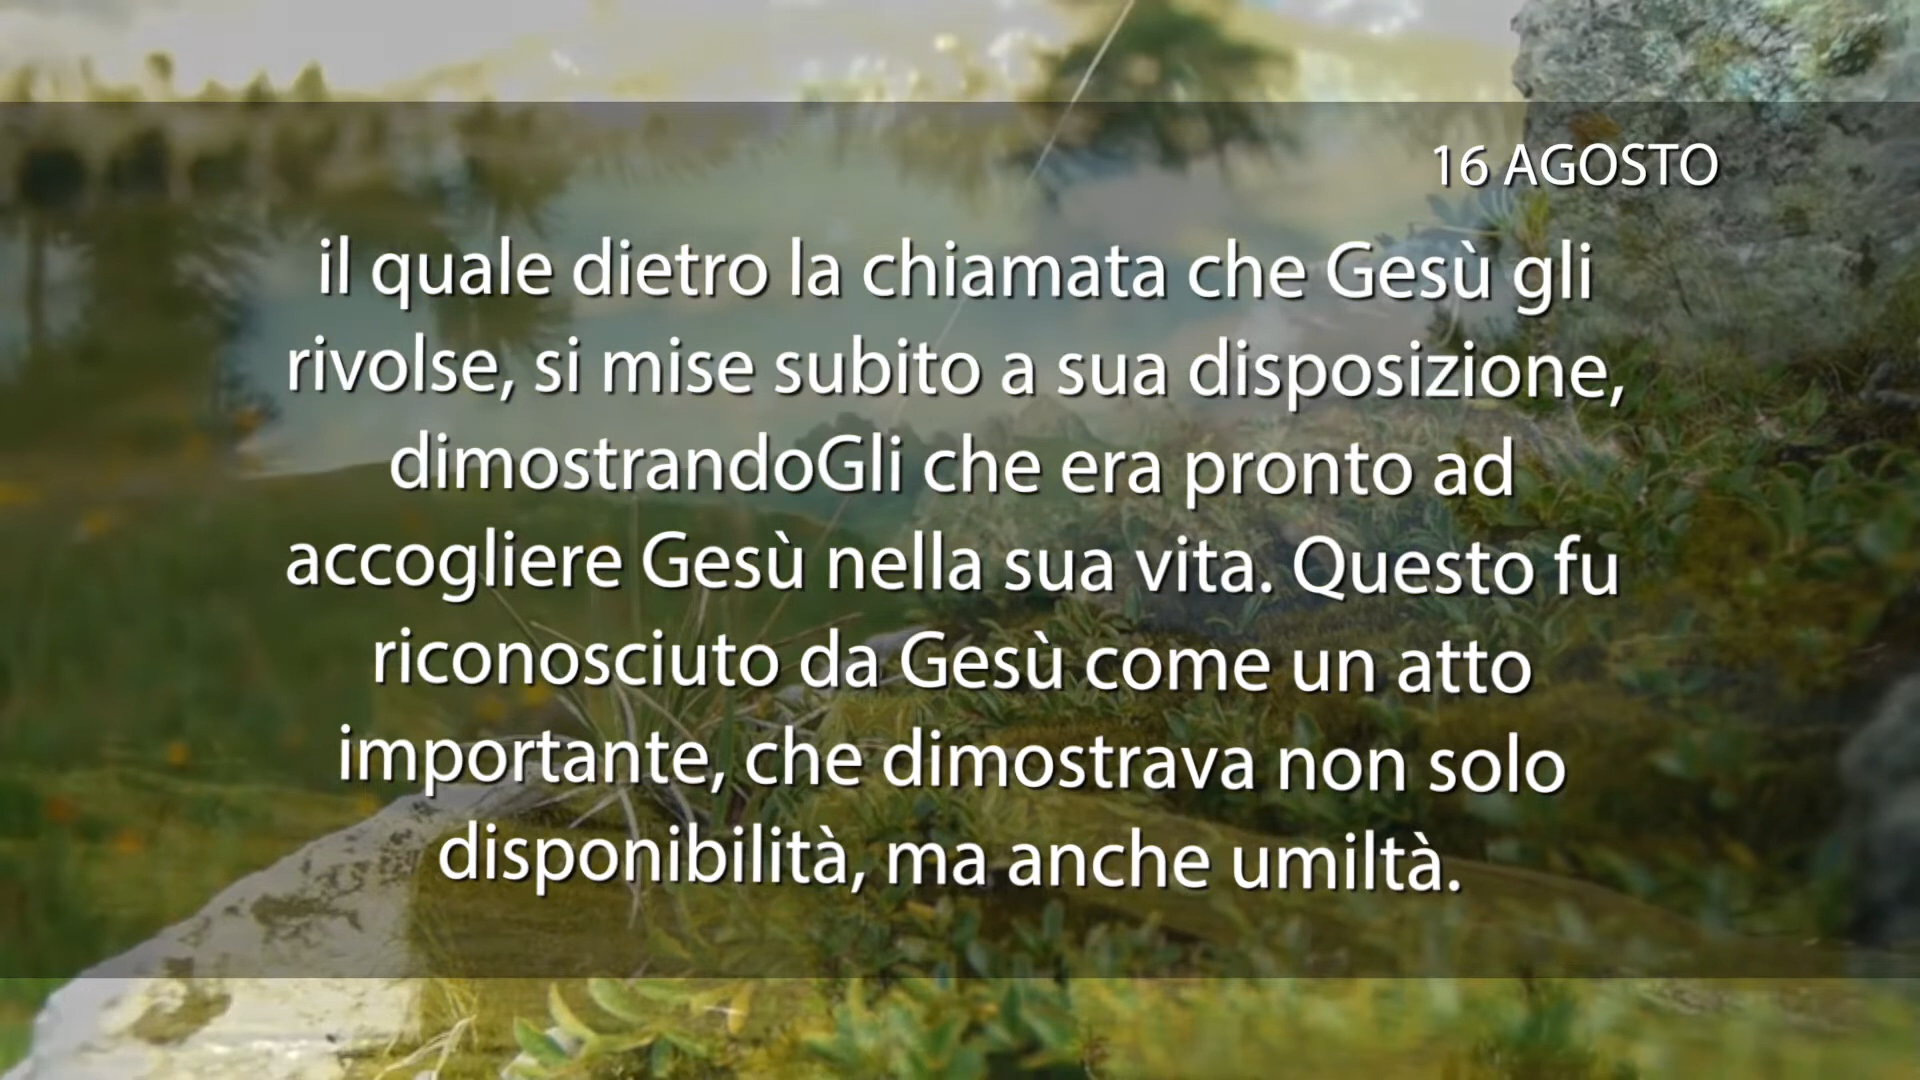 16 AGOSTO
il quale dietro la chiamata che Gesù gli
rivolse, si mise subito a sua disposizione,
dimostrandoGli che era pronto ad
accogliere Gesù nella sua vita. Questo fu
riconosciuto da Gesù come un atto
importante, che dimostrava non solo
disponibilità, ma anche umiltà.